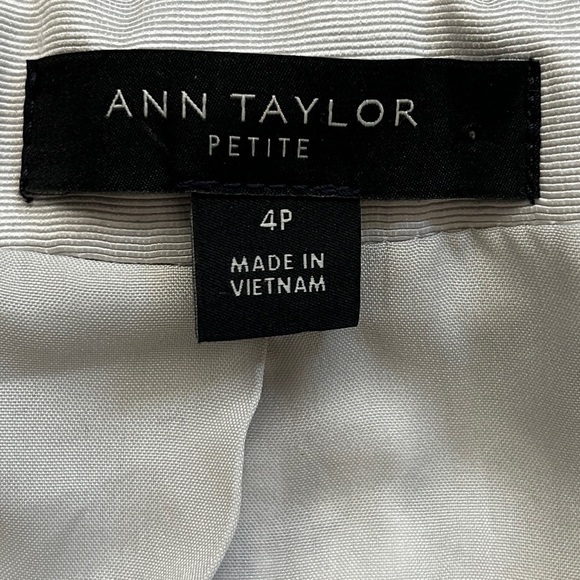 ANN TAYLOR
PETITE
4P
MADE IN
VIETNAM